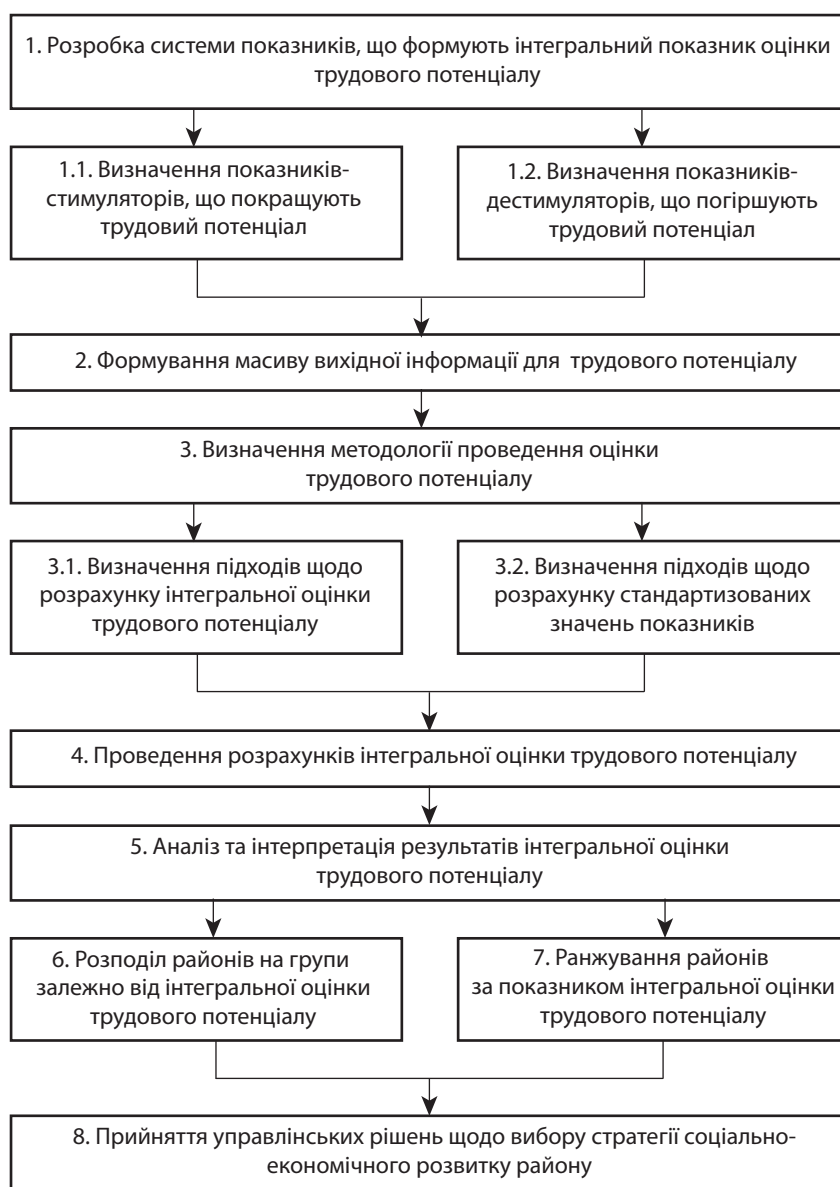 1. Розробка системи показників, що формують інтегральний показник оцінки
трудового потенціалу
1.1. Визначення показників-
стимуляторів, що покращують
трудовий потенціал
1.2. Визначення показників-
дестимуляторів, що погіршують
трудовий потенціал
2. Формування масиву вихідної інформації для трудового потенціалу
3. Визначення методології проведення оцінки
трудового потенціалу
3.1. Визначення підходів щодо
розрахунку інтегральної оцінки
трудового потенціалу
3.2. Визначення підходів щодо
розрахунку стандартизованих
значень показників
4. Проведення розрахунків інтегральної оцінки трудового потенціалу
5. Аналіз та інтерпретація результатів інтегральної оцінки
трудового потенціалу
6. Розподіл районів на групи
залежно від інтегральної оцінки
трудового потенціалу
7. Ранжування районів
за показником інтегральної оцінки
трудового потенціалу
8. Прийняття управлінських рішень щодо вибору стратегії соціально-
економічного розвитку району